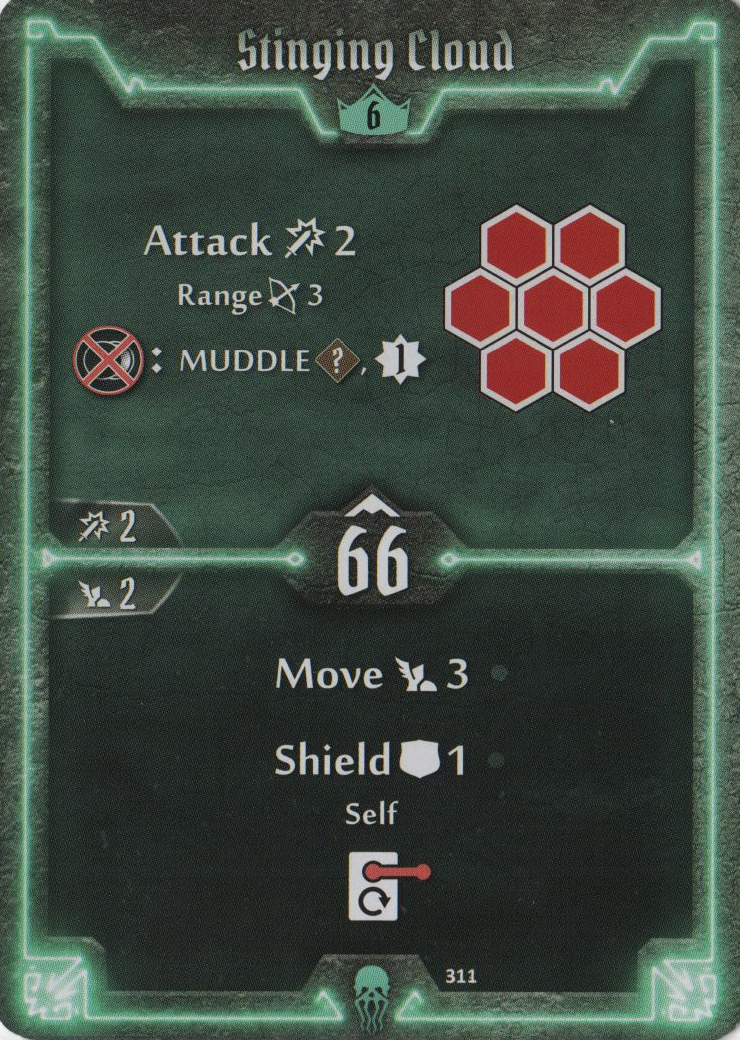 Stinging Cloud
6
Attack 2
Range 3
: MUDDLE ?, 1
2
66
2
Move 3
Shield 1
Self
311